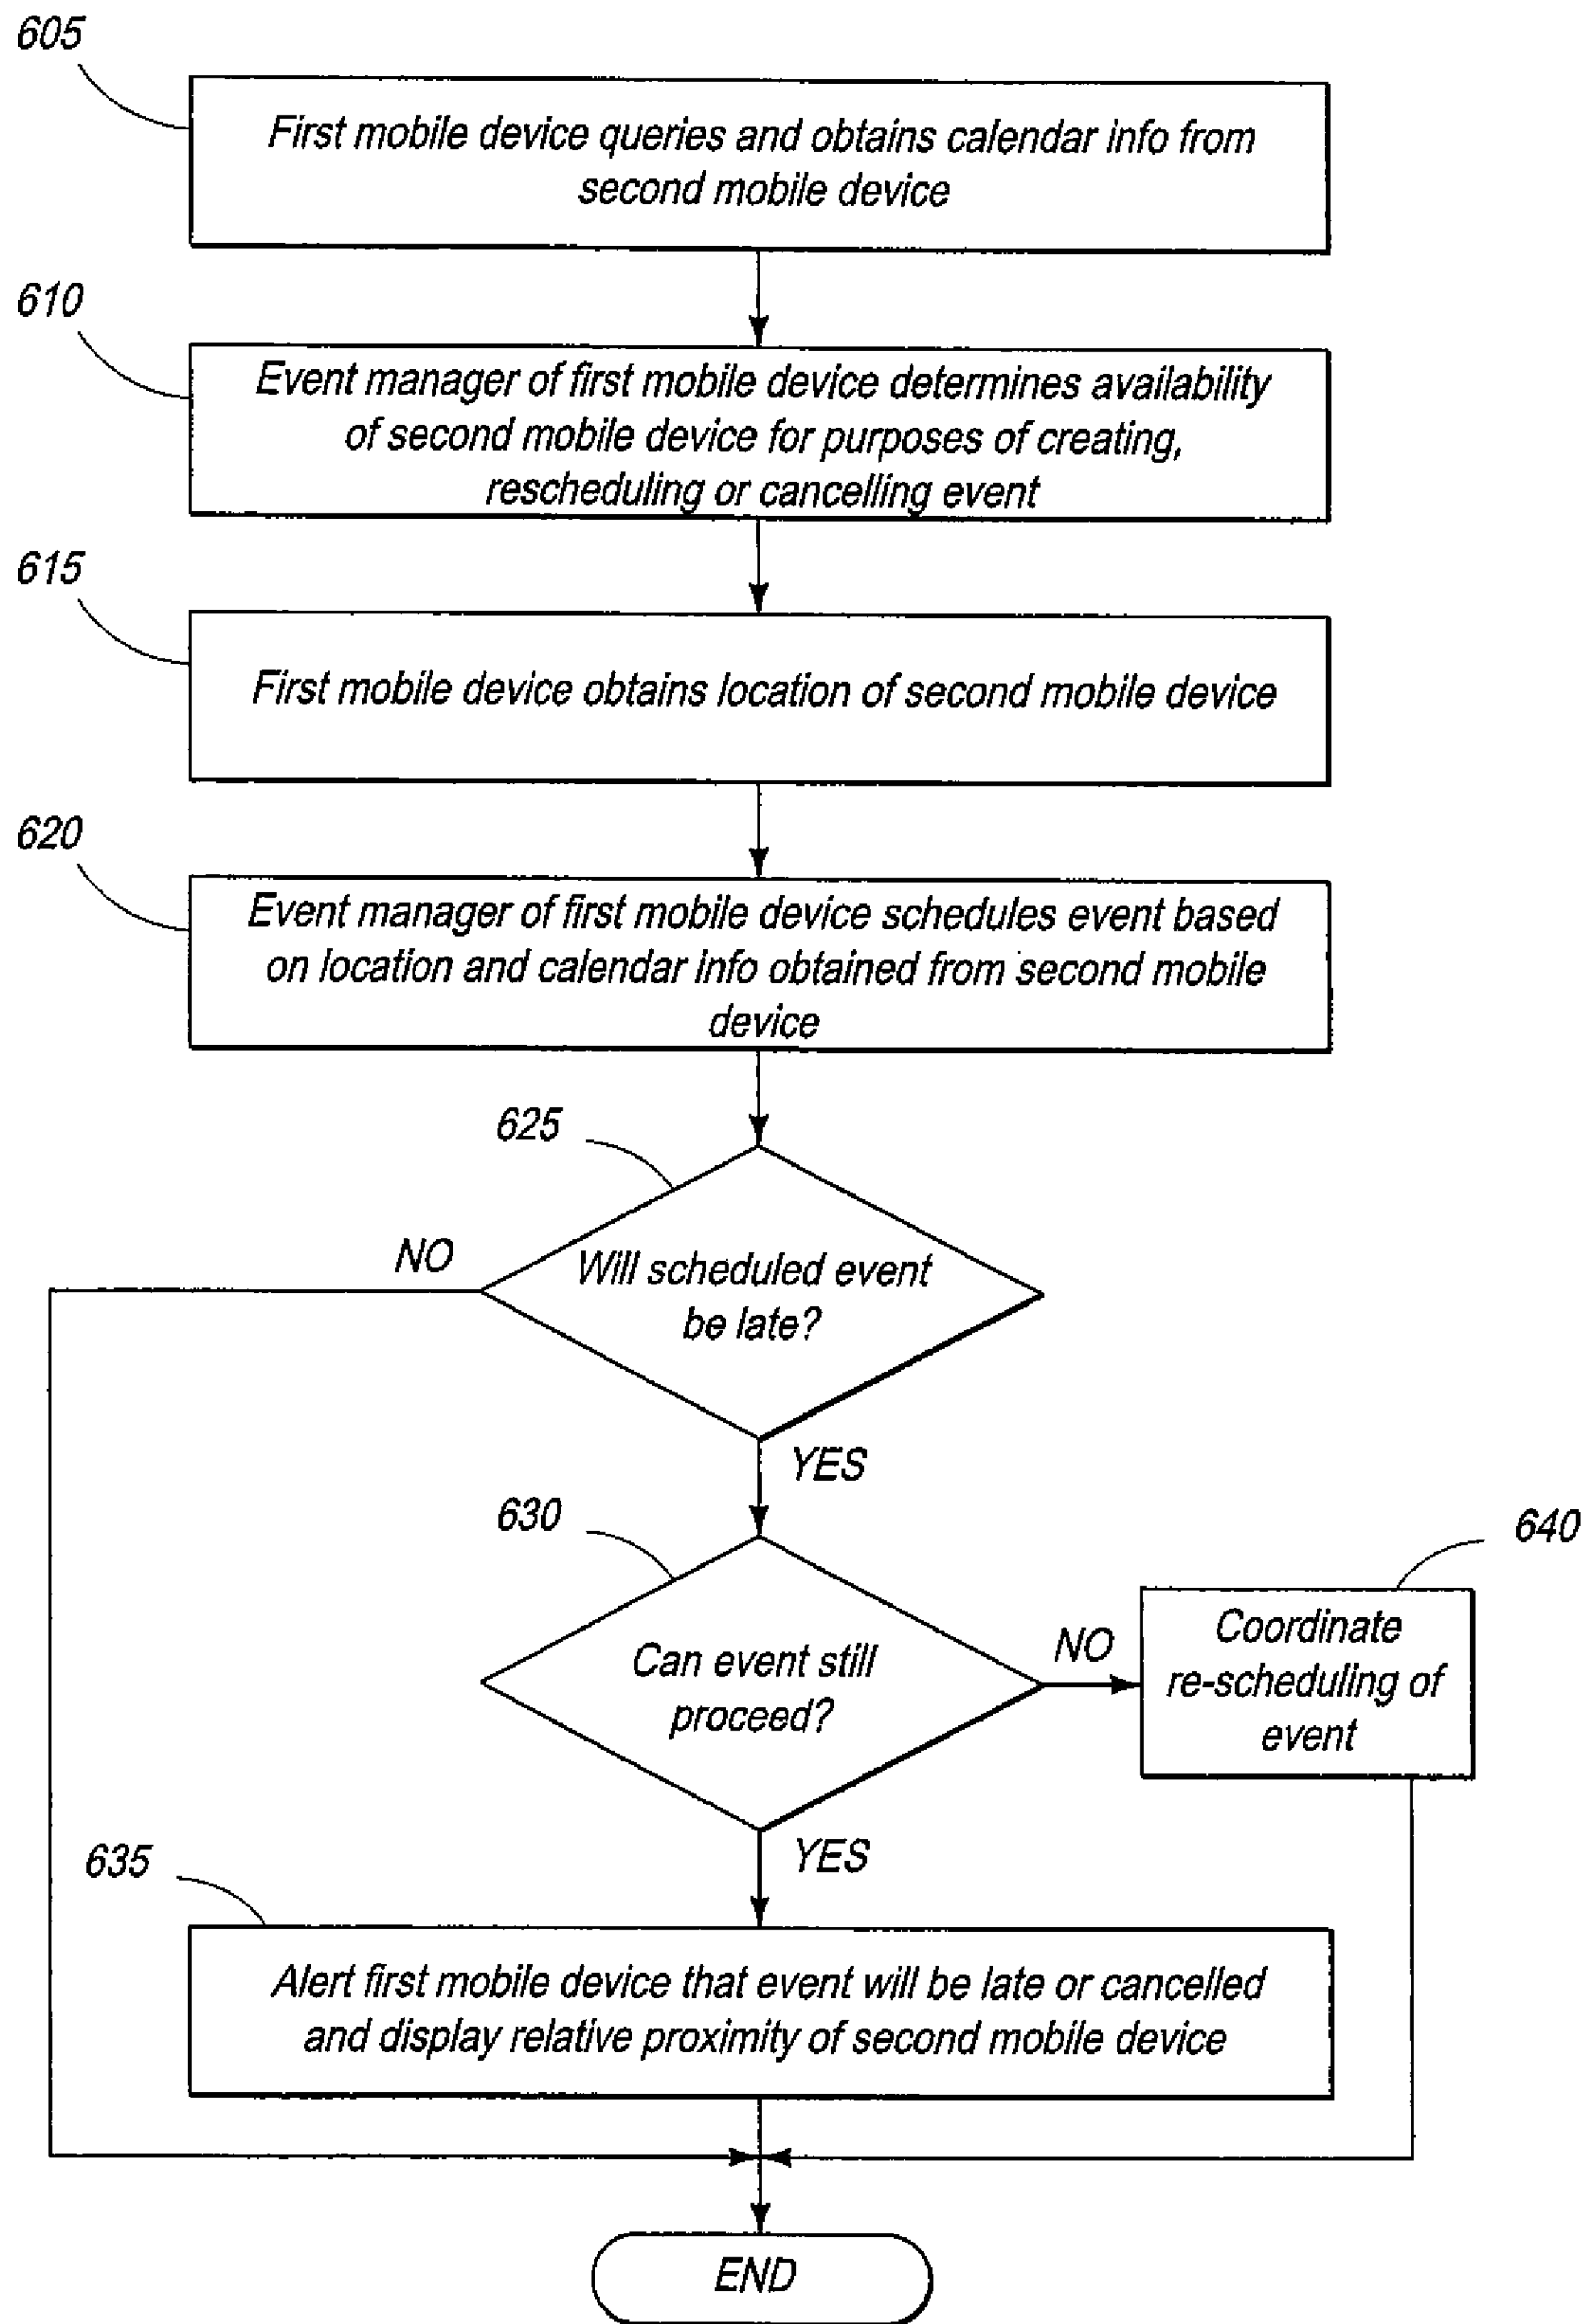 605
First mobile device queries and obtains calendar info from
second mobile device
610
Event manager of first mobile device determines availability
of second mobile device for purposes of creating,
rescheduling or cancelling event
615
First mobile device obtains location of second mobile device
620
Event manager of first mobile device schedules event based
on location and calendar info obtained from second mobile
device
625
NO
Will scheduled event
be late?
YES
630
640
Can event still
proceed?
NO
Coordinate
re-scheduling of
event
YES
635
Alert first mobile device that event will be late or cancelled
and display relative proximity of second mobile device
END